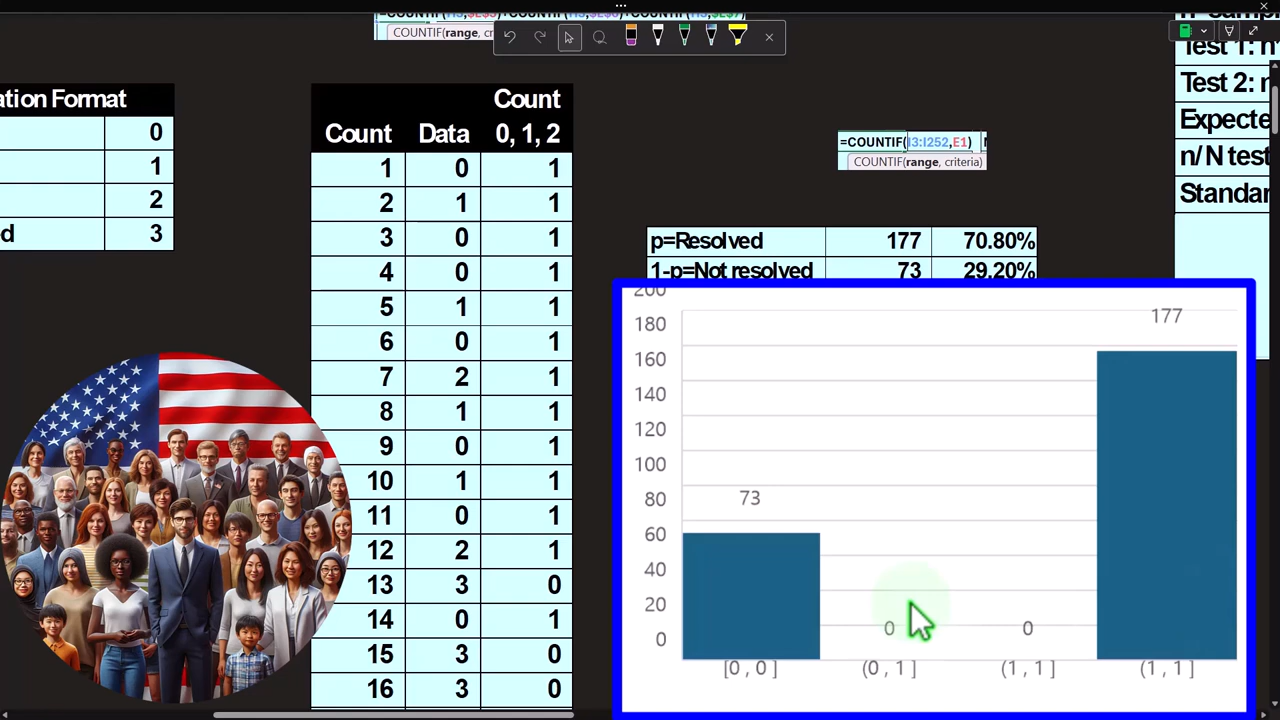 COUNTIF(range, cr
ation Format
0
1
2
d 3
Count
Count Data 0, 1, 2
1 0 1
2 1 1
3 0 1
4 0 1
5 1 1
6 0 1
7 2 1
8 1 1
9 0 1
10 1 1
11 0 1
12 2 1
13 3 0
14 0 1
15 3 0
16 3 0
=COUNTIF(I3:I252,E1)
COUNTIF(range, criteria)
p=Resolved 177 70.80%
1-p=Not resolved 73 29.20%
Test 1: n
Test 2: n
Expecte
n/N test
Standar
200
180
160
140
120
100
80
60
40
20
0
73
0
0
177
[0 , 0 ] (0 , 1 ] (1 , 1 ] (1 , 1 ]